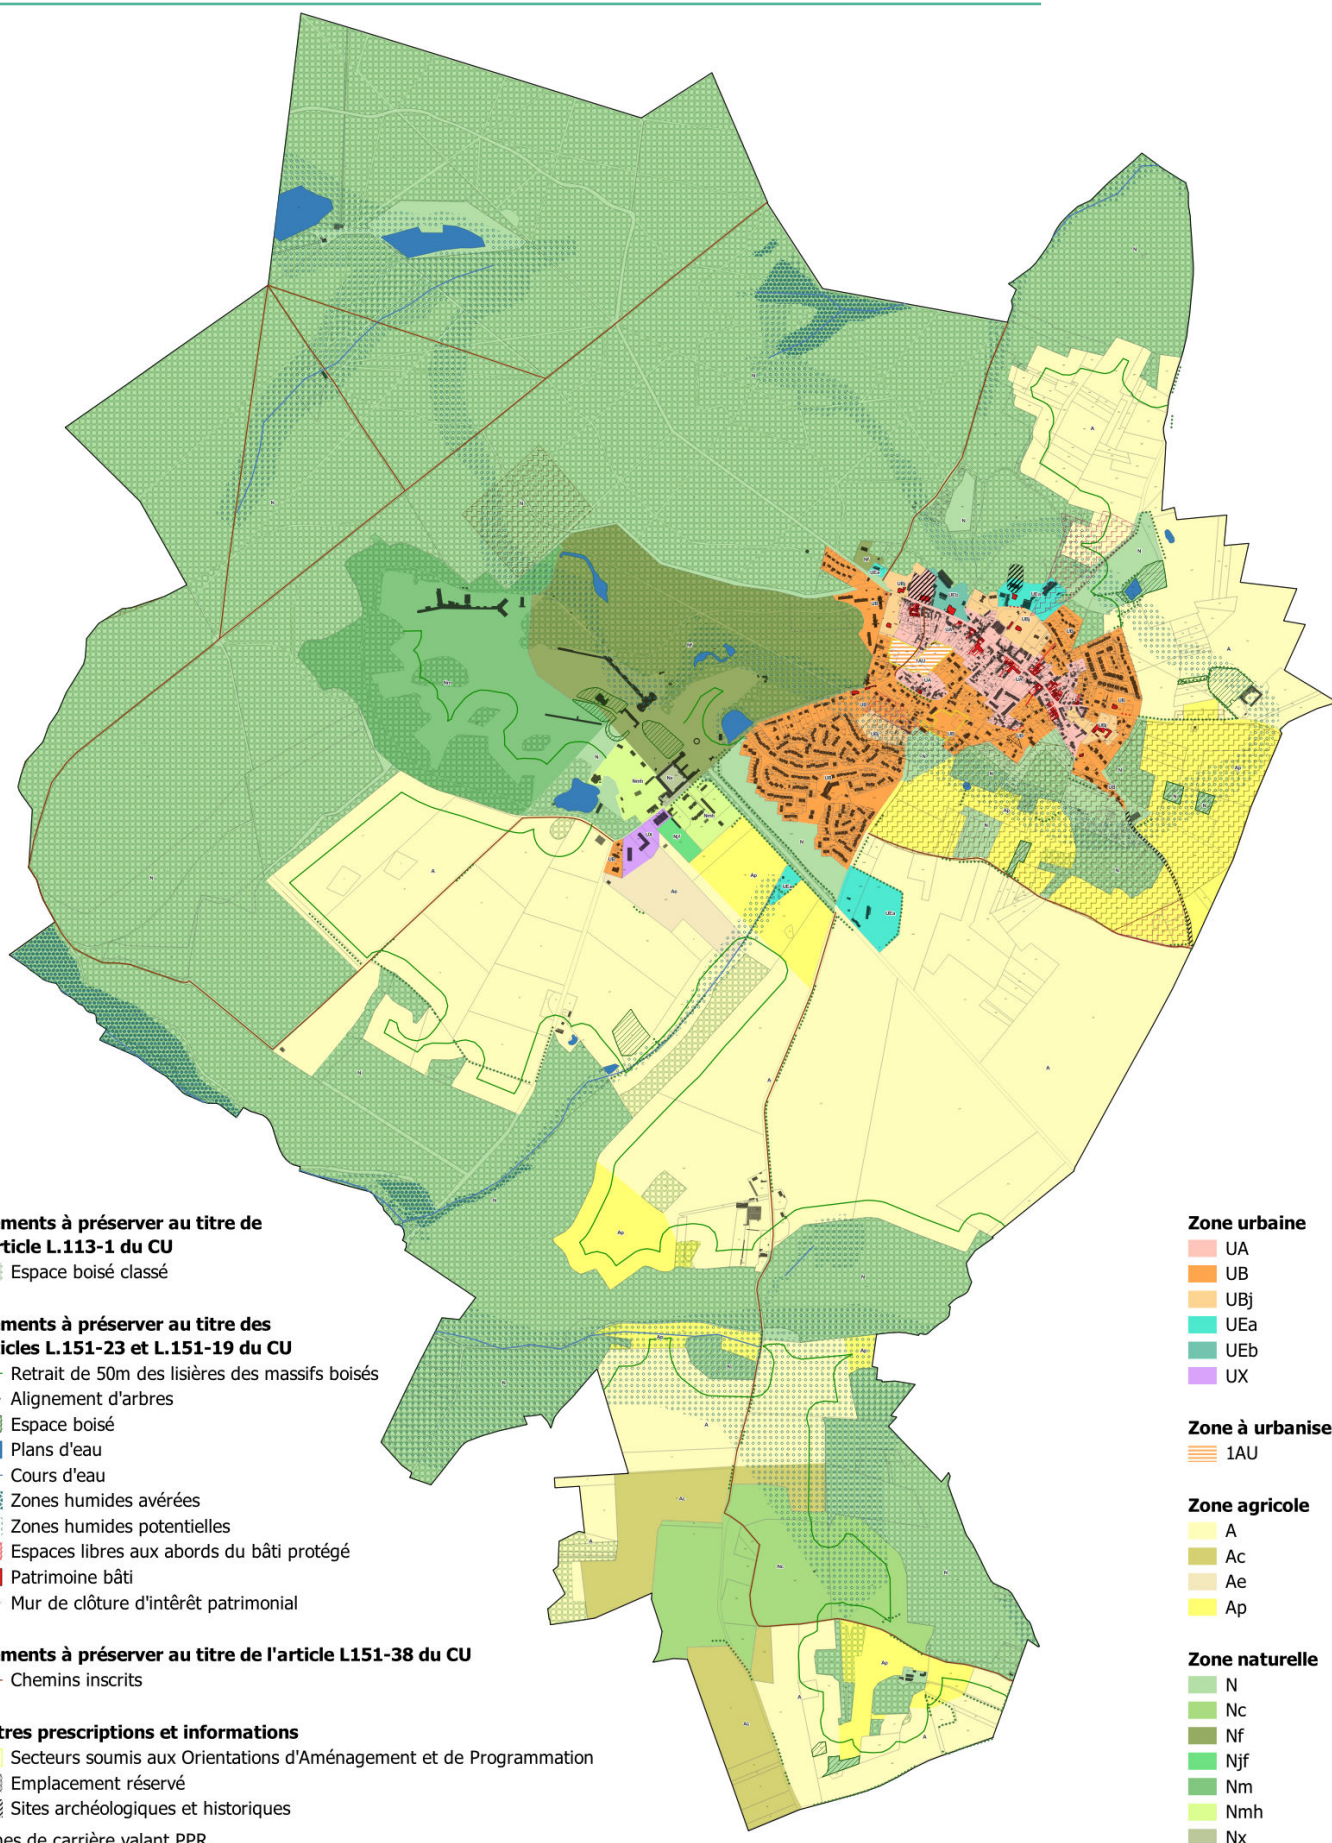 ments à préserver au titre de
rticle L.113-1 du CU
Espace boisé classé
ments à préserver au titre des
icles L.151-23 et L.151-19 du CU
Retrait de 50m des lisières des massifs boisés
Alignement d'arbres
Espace boisé
Plans d'eau
Cours d'eau
Zones humides avérées
Zones humides potentielles
Espaces libres aux abords du bâti protégé
Patrimoine bâti
Mur de clôture d'intêrêt patrimonial
ments à préserver au titre de l'article L151-38 du CU
Chemins inscrits
tres prescriptions et informations
Secteurs soumis aux Orientations d'Aménagement et de Programmation
Emplacement réservé
Sites archéologiques et historiques
nes de carrière valant PPR
Zone urbaine
UA
UB
UBj
UEa
UEb
UX
Zone à urbanise
1AU
Zone agricole
A
Ac
Ae
Ap
Zone naturelle
N
Nc
Nf
Njf
Nm
Nmh
Nx